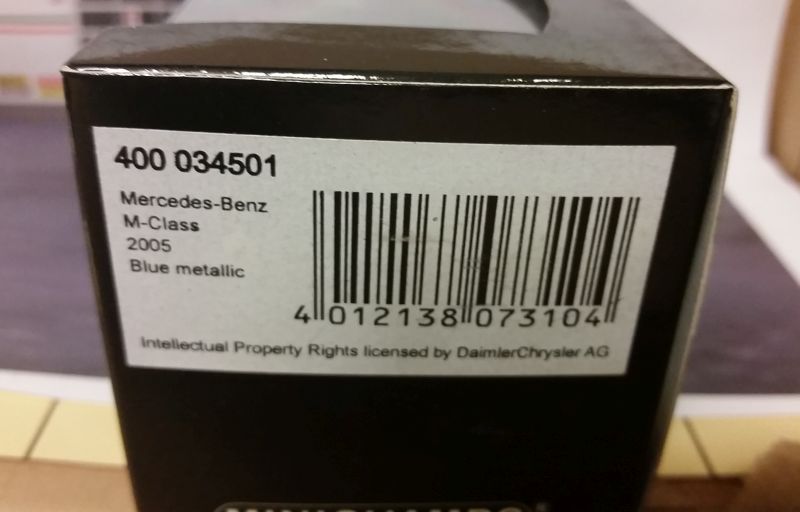 400 034501
Mercedes-Benz
M-Class
2005
Blue metallic
4 012138 073104
Intellectual Property Rights licensed by DaimlerChrysler AG